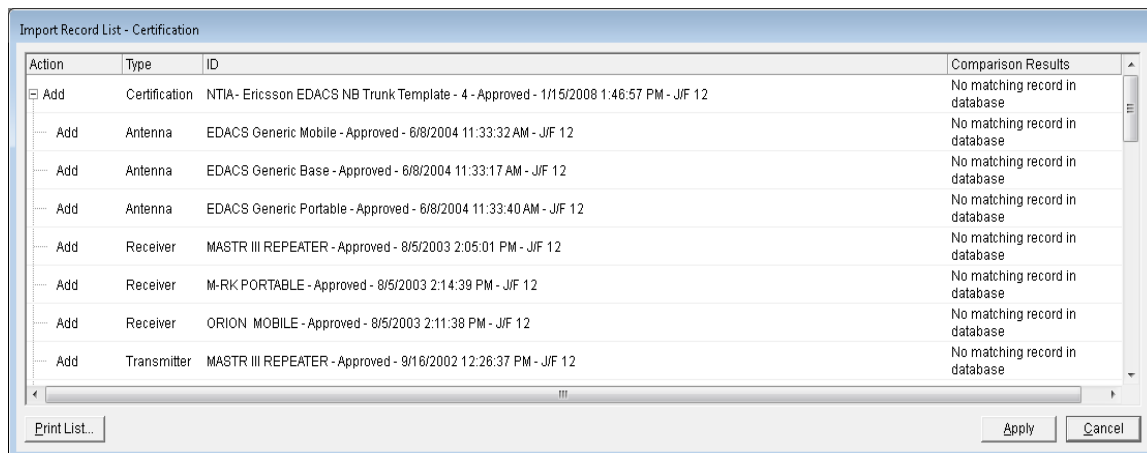 Import Record List - Certification
Action Type ID Comparison Results
Add Certification NTIA- Ericsson EDACS NB Trunk Template - 4 - Approved - 1/15/2008 1:46:57 PM - J/F 12 No matching record in
database
Add Antenna EDACS Generic Mobile - Approved - 6/8/2004 11:33:32 AM - J/F 12 No matching record in
database
Add Antenna EDACS Generic Base - Approved - 6/8/2004 11:33:17 AM - J/F 12 No matching record in
database
Add Antenna EDACS Generic Portable - Approved - 6/8/2004 11:33:40 AM - J/F 12 No matching record in
database
Add Receiver MASTR III REPEATER - Approved - 8/5/2003 2:05:01 PM - J/F 12 No matching record in
database
Add Receiver M-RK PORTABLE - Approved - 8/5/2003 2:14:39 PM - J/F 12 No matching record in
database
Add Receiver ORION MOBILE - Approved - 8/5/2003 2:11:38 PM - J/F 12 No matching record in
database
Add Transmitter MASTR III REPEATER - Approved - 9/16/2002 12:26:37 PM - J/F 12 No matching record in
database
Print List... Apply Cancel